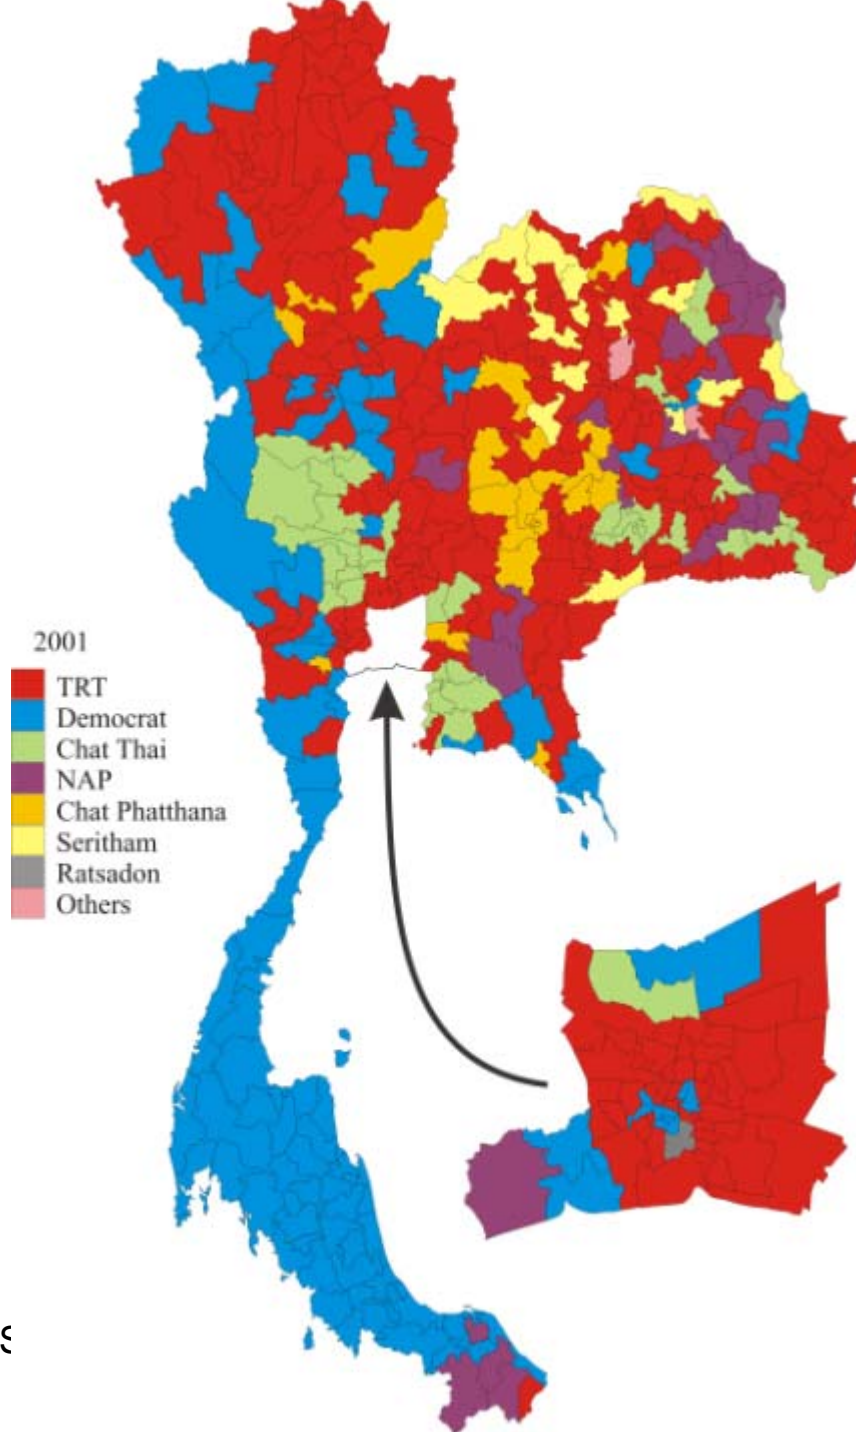 2001
TRT
Democrat
Chat Thai
NAP
Chat Phatthana
Seritham
Ratsadon
Others